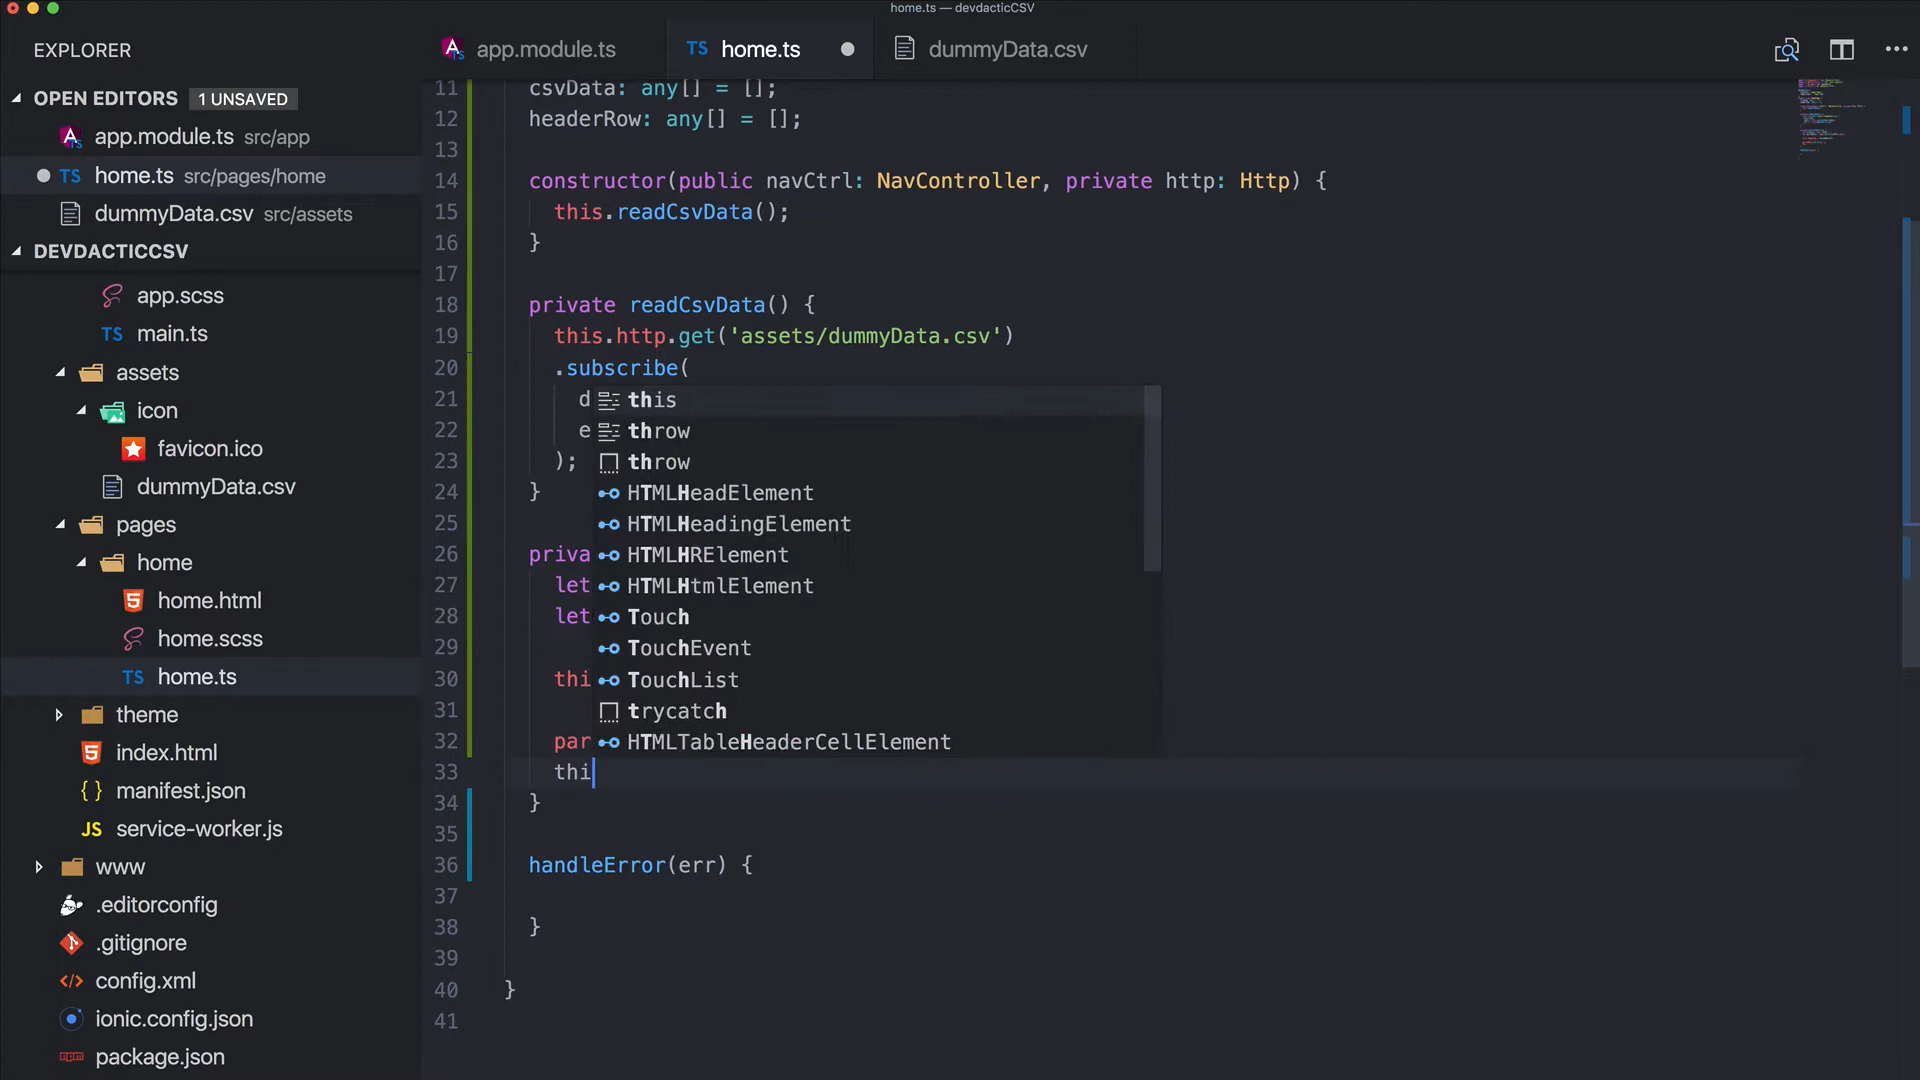 home.ts — devdacticCSV
EXPLORER
OPEN EDITORS 1 UNSAVED
app.module.ts src/app
TS home.ts src/pages/home
dummyData.csv src/assets
DEVDACTICCSV
app.scss
TS main.ts
assets
icon
favicon.ico
dummyData.csv
pages
home
home.html
home.scss
TS home.ts
theme
index.html
{ } manifest.json
JS service-worker.js
www
.editorconfig
.gitignore
config.xml
ionic.config.json
package.json
app.module.ts
TS home.ts
dummyData.csv
11 csvData: any[] = [];
12 headerRow: any[] = [];
13
14 constructor(public navCtrl: NavController, private http: Http) {
15 this.readCsvData();
16 }
17
18 private readCsvData() {
19 this.http.get('assets/dummyData.csv')
20 .subscribe(
21 d
22 e
23 );
24 }
25
26 priva
27 let
28 let
29
30 thi
31
32 par
33 thi
34 }
35
36 handleError(err) {
37
38 }
39
40 }
41
this
throw
throw
HTMLHeadElement
HTMLHeadingElement
HTMLHRElement
HTMLHtmlElement
Touch
TouchEvent
TouchList
trycatch
HTMLTableHeaderCellElement